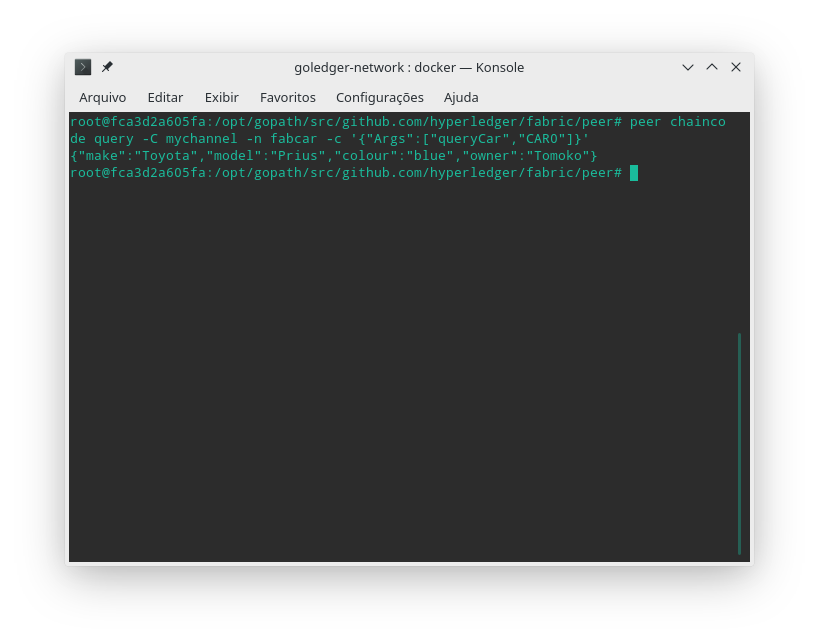 goledger-network : docker — Konsole
Arquivo Editar Exibir Favoritos Configurações Ajuda
root@fca3d2a605fa:/opt/gopath/src/github.com/hyperledger/fabric/peer# peer chainco
de query -C mychannel -n fabcar -c '{"Args":["queryCar","CAR0"]}'
{"make":"Toyota","model":"Prius","colour":"blue","owner":"Tomoko"}
root@fca3d2a605fa:/opt/gopath/src/github.com/hyperledger/fabric/peer#